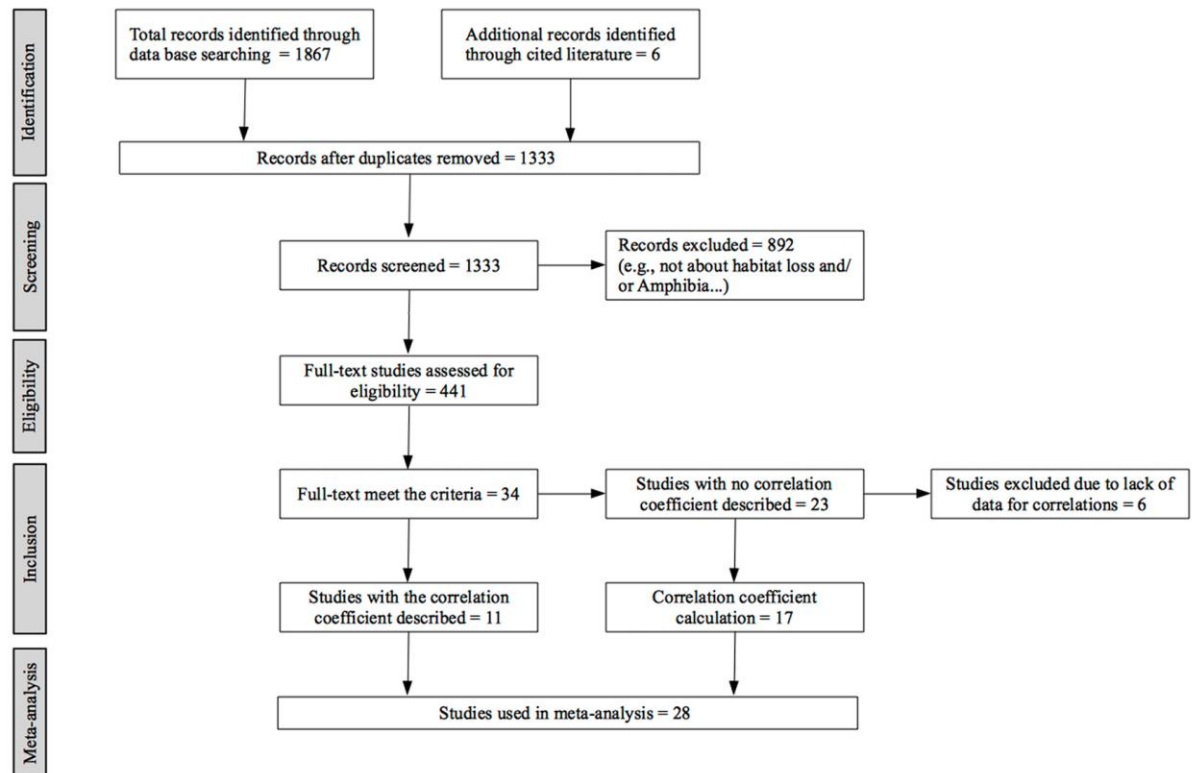 Identification
Total records identified through
data base searching = 1867
Additional records identified
through cited literature = 6
Records after duplicates removed = 1333
Screening
Records screened = 1333
Records excluded = 892
(e.g., not about habitat loss and/
or Amphibia...)
Eligibility
Full-text studies assessed for
eligibility = 441
Inclusion
Full-text meet the criteria = 34
Studies with no correlation
coefficient described = 23
Studies excluded due to lack of
data for correlations = 6
Studies with the correlation
coefficient described = 11
Correlation coefficient
calculation = 17
Meta-analysis
Studies used in meta-analysis = 28